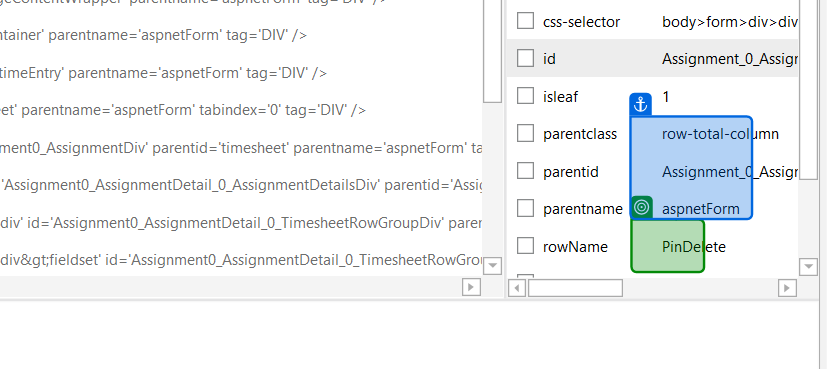 geContentWrapper' parentname='aspnetForm' tag='DIV' />
ntainer' parentname='aspnetForm' tag='DIV' />
timeEntry' parentname='aspnetForm' tag='DIV' />
eet' parentname='aspnetForm' tabindex='0' tag='DIV' />
nment0_AssignmentDiv' parentid='timesheet' parentname='aspnetForm' ta
'Assignment0_AssignmentDetail_0_AssignmentDetailsDiv' parentid='Assig
div' id='Assignment0_AssignmentDetail_0_TimesheetRowGroupDiv' paren
div&gt;fieldset' id='Assignment0_AssignmentDetail_0_TimesheetRowGrou
css-selector body>form>div>div
id Assignment_0_Assign
isleaf 1
parentclass row-total-column
parentid Assignment_0_Assign
parentname aspnetForm
rowName PinDelete